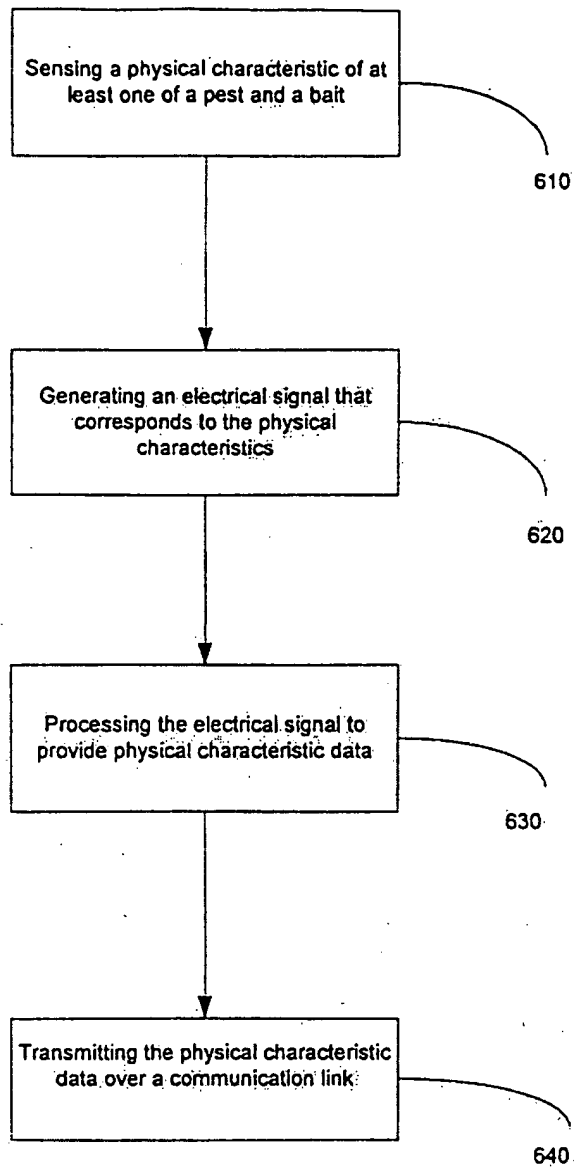 Sensing a physical characteristic of at
least one of a pest and a bait
610
Generating an electrical signal that
corresponds to the physical
characteristics
620
Processing the electrical signal to
provide physical characteristic data
630
Transmitting the physical characteristic
data over a communication link
640